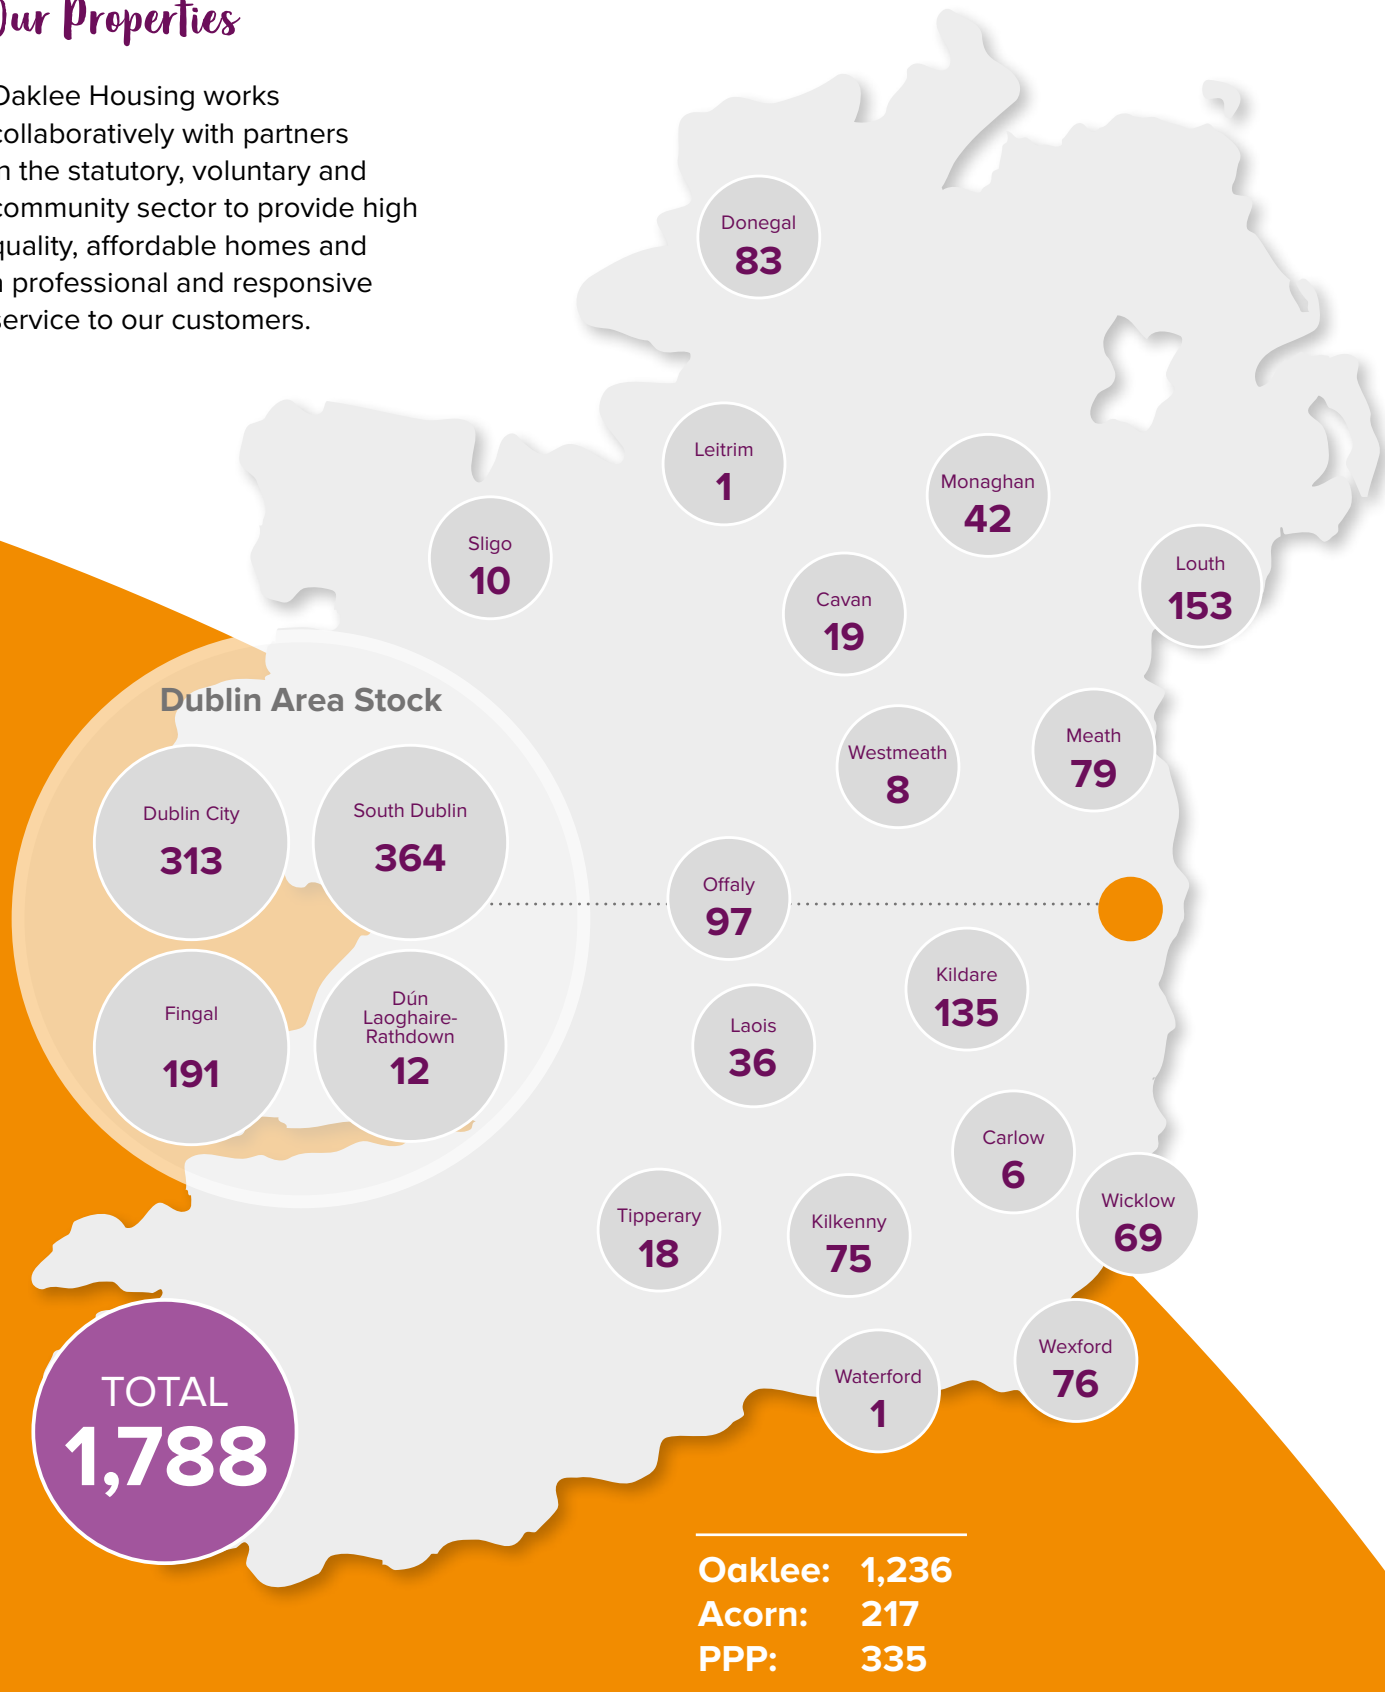 Our Properties
Oaklee Housing works
collaboratively with partners
in the statutory, voluntary and
community sector to provide high
quality, affordable homes and
a professional and responsive
service to our customers.
Donegal
83
Leitrim
1
Monaghan
42
Sligo
10
Louth
153
Cavan
19
Dublin Area Stock
Dublin City
313
South Dublin
364
Fingal
191
Dún
Laoghaire-
Rathdown
12
Westmeath
8
Meath
79
Offaly
97
Kildare
135
Laois
36
Carlow
6
Wicklow
69
Tipperary
18
Kilkenny
75
Wexford
76
Waterford
1
TOTAL
1,788
Oaklee: 1,236
Acorn: 217
PPP: 335